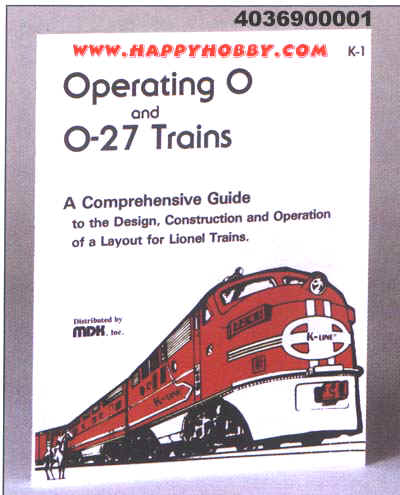 4036900001
WWW.HAPPYHOBBY.COM
K-1
Operating O
and
O-27 Trains
A Comprehensive Guide
to the Design, Construction and Operation
of a Layout for Lionel Trains.
Distributed by
MDK, Inc.
K-LINE
K-LINE